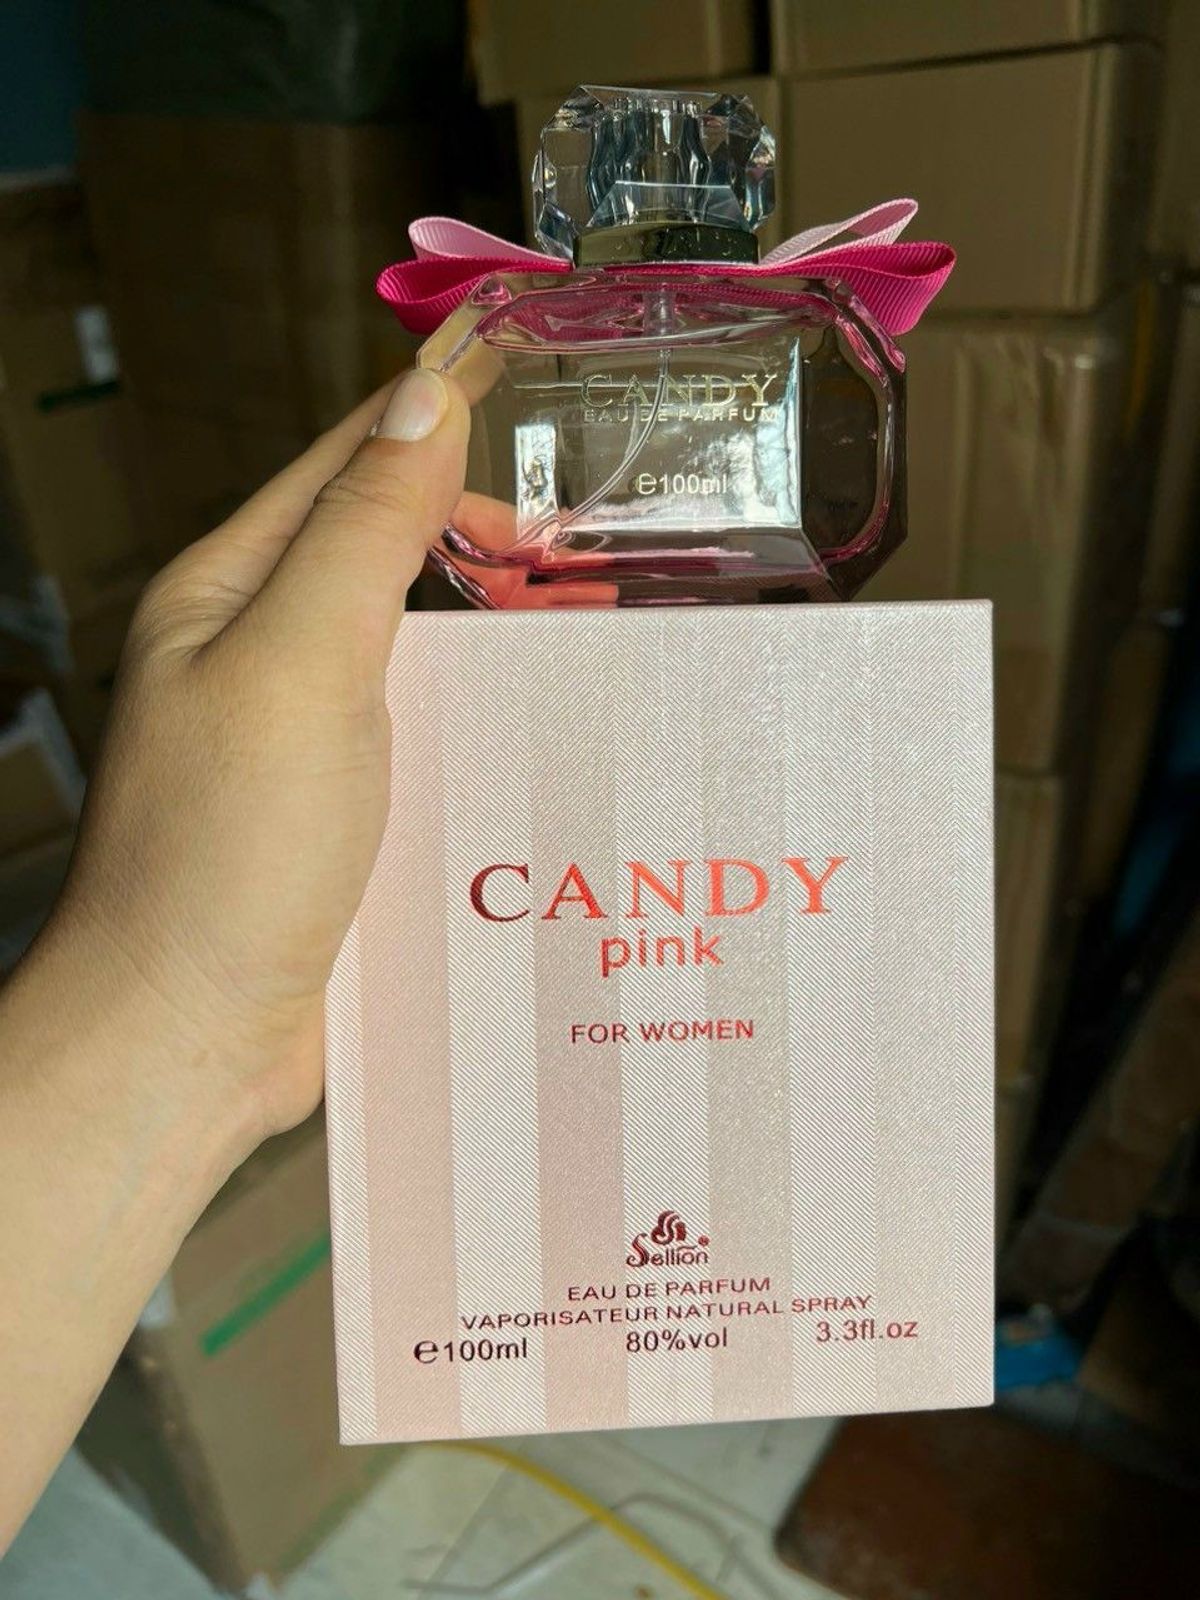 CANDY
EAU DE PARFUM
℮100ml
CANDY
pink
FOR WOMEN
Sellion®
EAU DE PARFUM
VAPORISATEUR NATURAL SPRAY
℮100ml 80%vol 3.3fl.oz